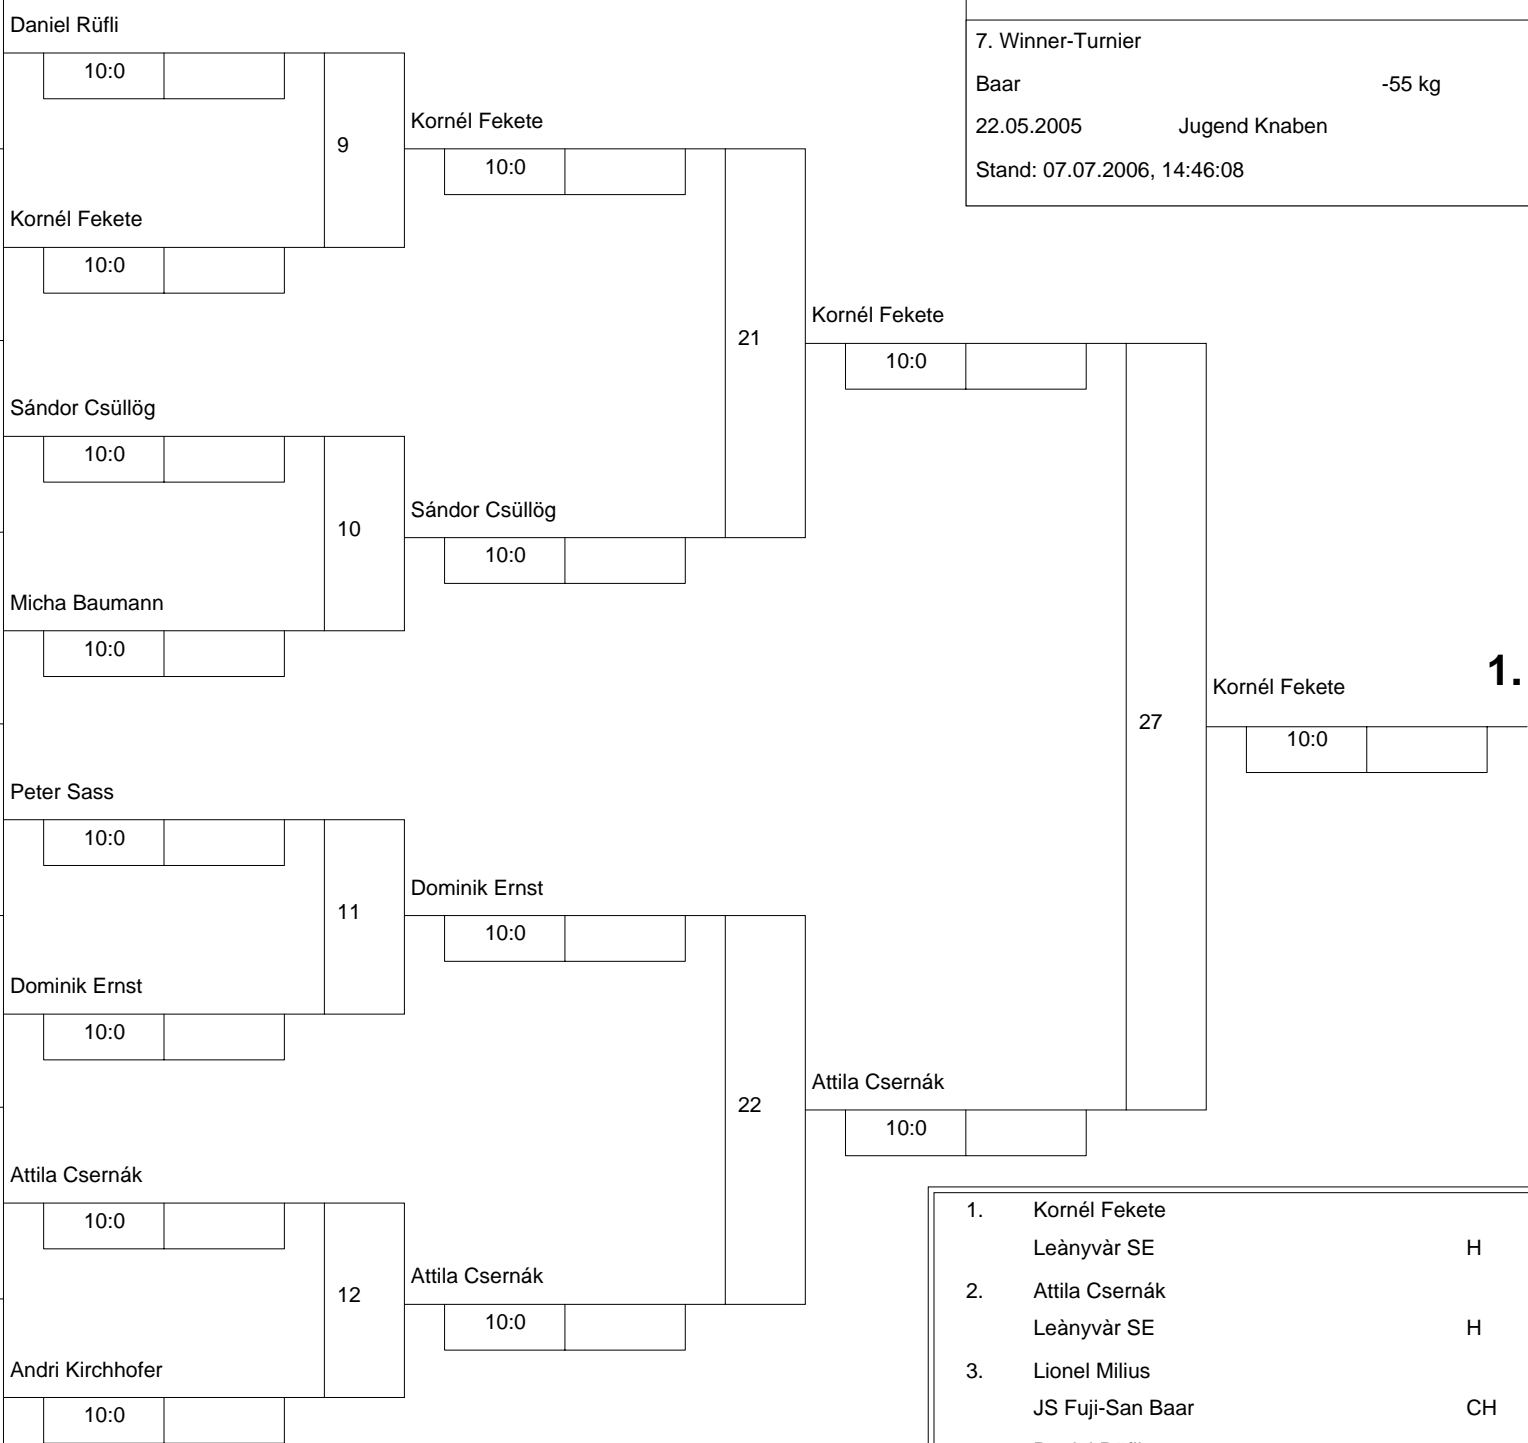 Daniel Rüfli
10:0
9
Kornél Fekete
10:0
Sándor Csüllög
10:0
10
Micha Baumann
10:0
Peter Sass
10:0
11
Dominik Ernst
10:0
Attila Csernák
10:0
12
Andri Kirchhofer
10:0
Kornél Fekete
10:0
21
Sándor Csüllög
10:0
Dominik Ernst
10:0
22
Attila Csernák
10:0
Kornél Fekete
10:0
27
Attila Csernák
10:0
Kornél Fekete 1.
10:0
7. Winner-Turnier
Baar -55 kg
22.05.2005 Jugend Knaben
Stand: 07.07.2006, 14:46:08
1. Kornél Fekete
Leànyvàr SE H
2. Attila Csernák
Leànyvàr SE H
3. Lionel Milius
JS Fuji-San Baar CH